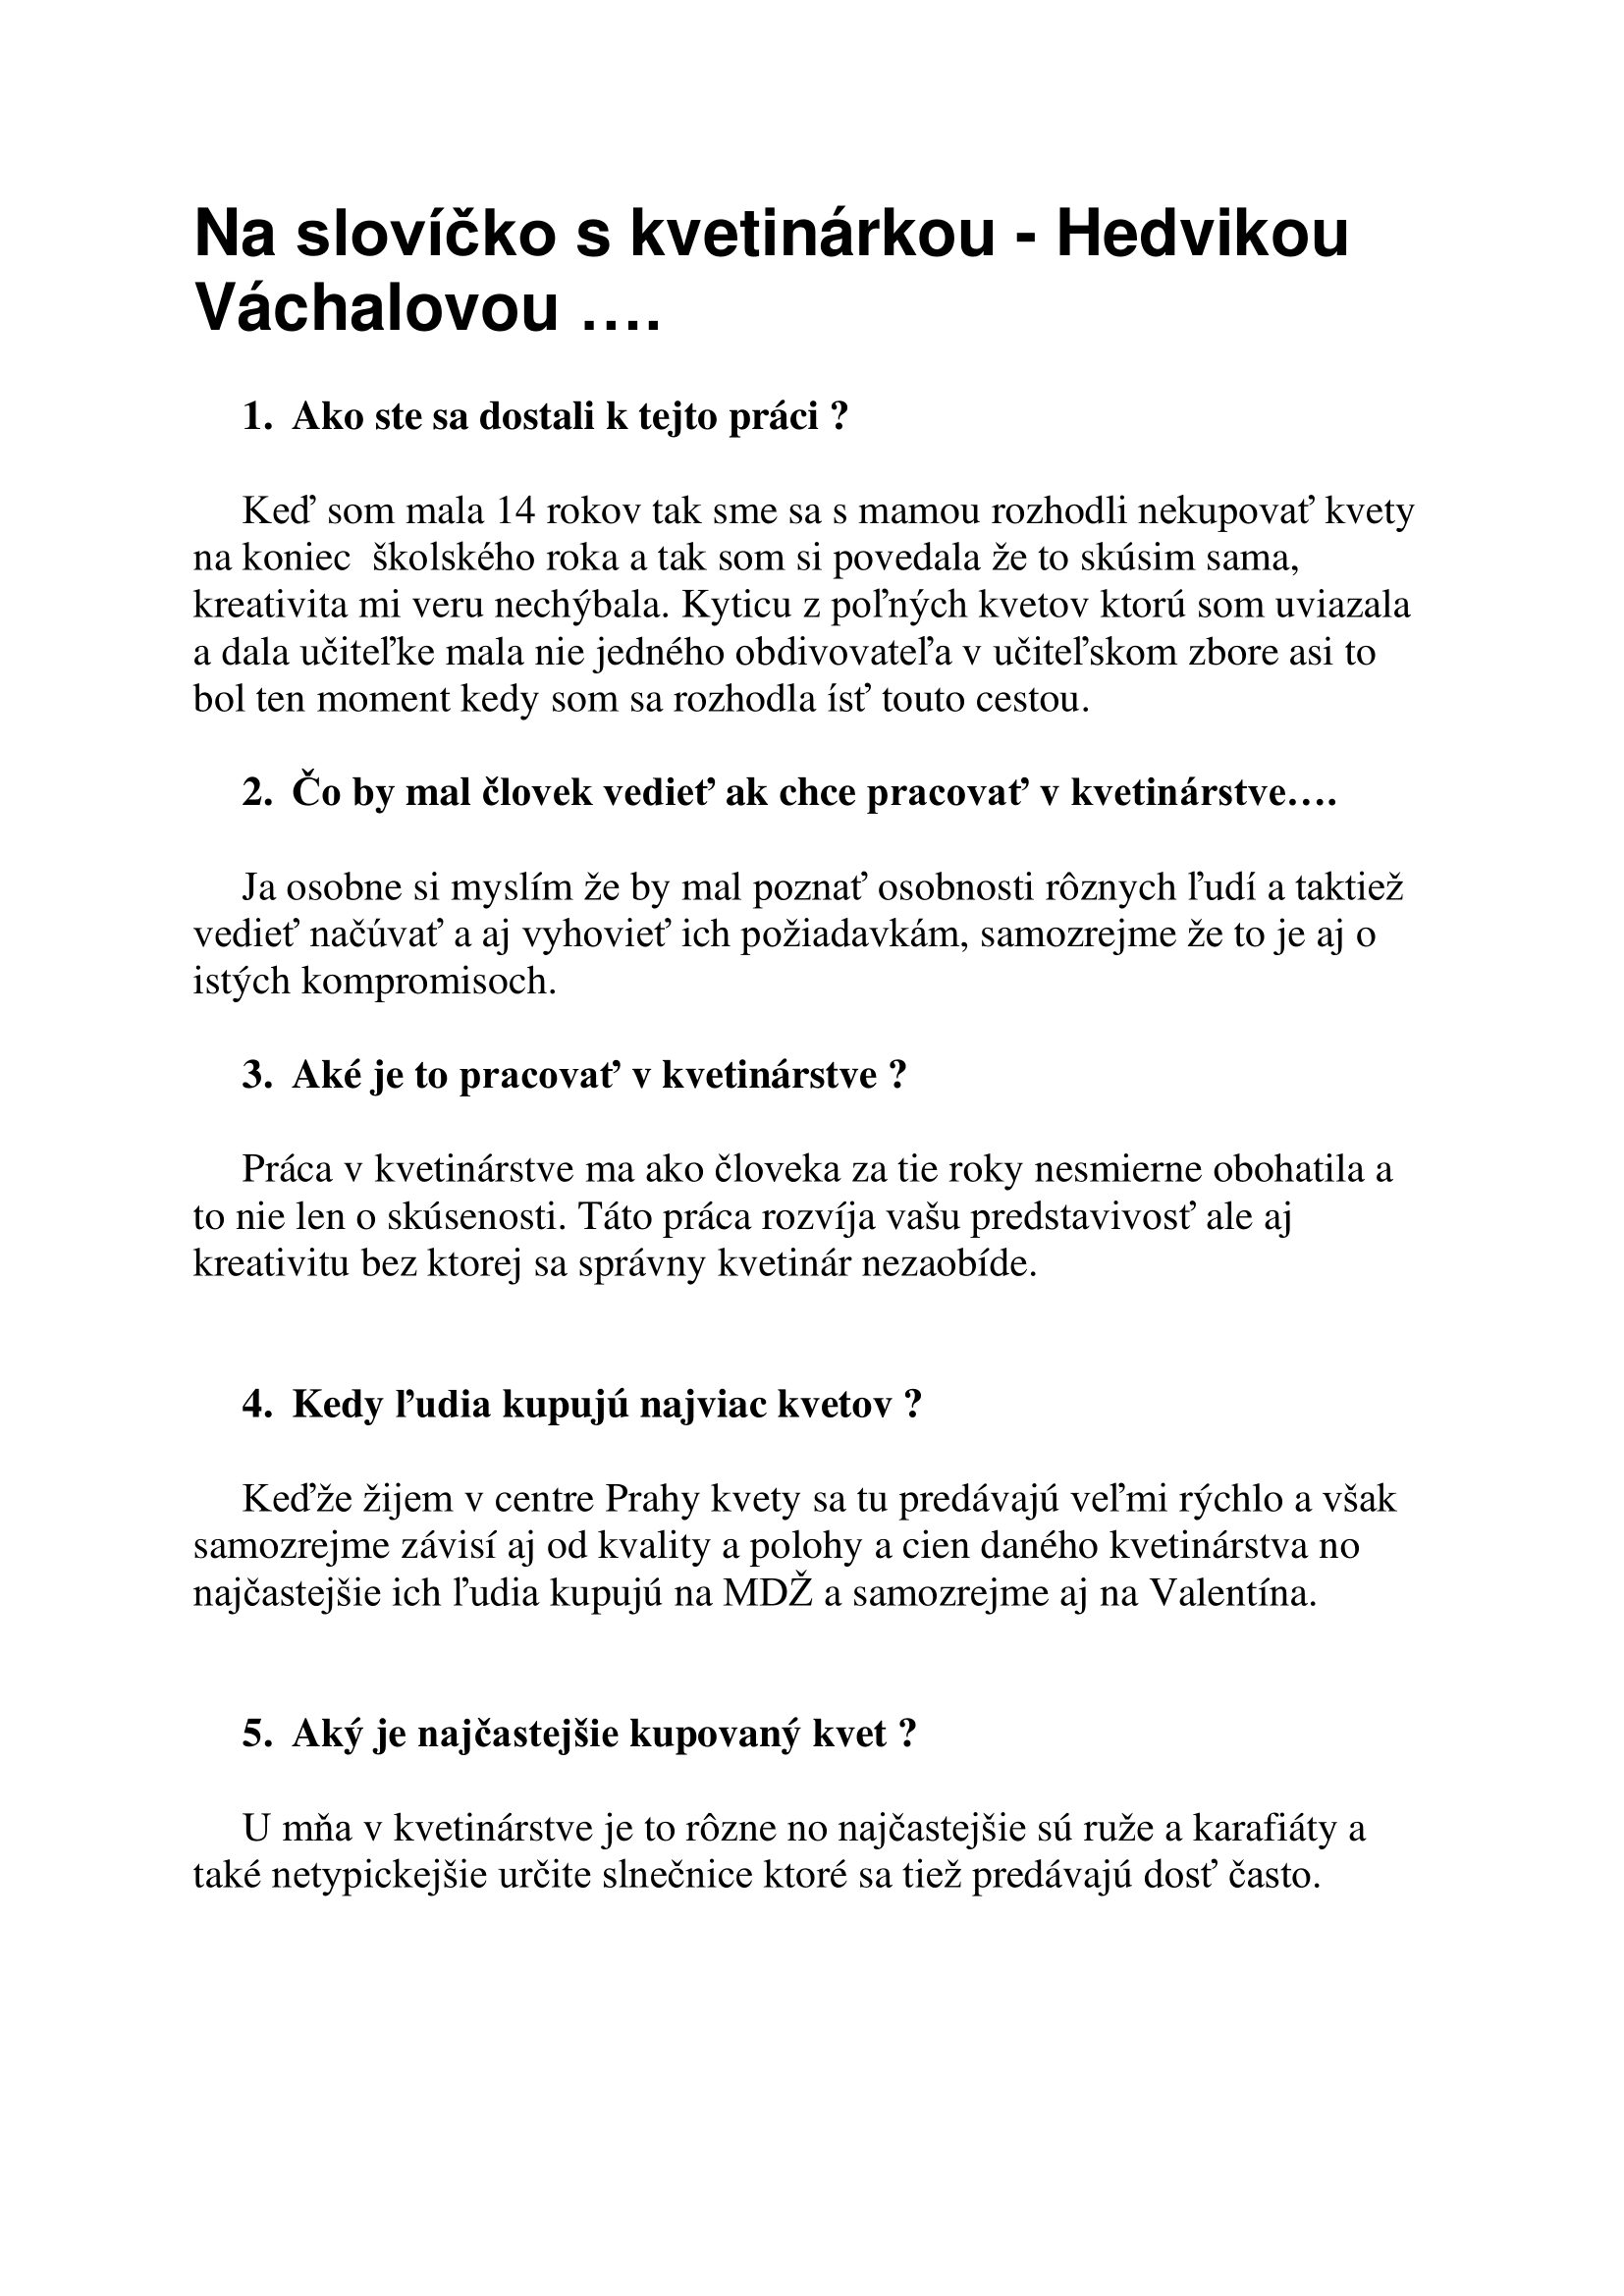 Na slovíčko s kvetinárkou - Hedvikou
Váchalovou ….
1. Ako ste sa dostali k tejto práci ?
Keď som mala 14 rokov tak sme sa s mamou rozhodli nekupovať kvety
na koniec  školského roka a tak som si povedala že to skúsim sama,
kreativita mi veru nechýbala. Kyticu z poľných kvetov ktorú som uviazala
a dala učiteľke mala nie jedného obdivovateľa v učiteľskom zbore asi to
bol ten moment kedy som sa rozhodla ísť touto cestou.
2. Čo by mal človek vedieť ak chce pracovať v kvetinárstve….
Ja osobne si myslím že by mal poznať osobnosti rôznych ľudí a taktiež
vedieť načúvať a aj vyhovieť ich požiadavkám, samozrejme že to je aj o
istých kompromisoch.
3. Aké je to pracovať v kvetinárstve ?
Práca v kvetinárstve ma ako človeka za tie roky nesmierne obohatila a
to nie len o skúsenosti. Táto práca rozvíja vašu predstavivosť ale aj
kreativitu bez ktorej sa správny kvetinár nezaobíde.
4. Kedy ľudia kupujú najviac kvetov ?
Keďže žijem v centre Prahy kvety sa tu predávajú veľmi rýchlo a však
samozrejme závisí aj od kvality a polohy a cien daného kvetinárstva no
najčastejšie ich ľudia kupujú na MDŽ a samozrejme aj na Valentína.
5. Aký je najčastejšie kupovaný kvet ?
U mňa v kvetinárstve je to rôzne no najčastejšie sú ruže a karafiáty a
také netypickejšie určite slnečnice ktoré sa tiež predávajú dosť často.